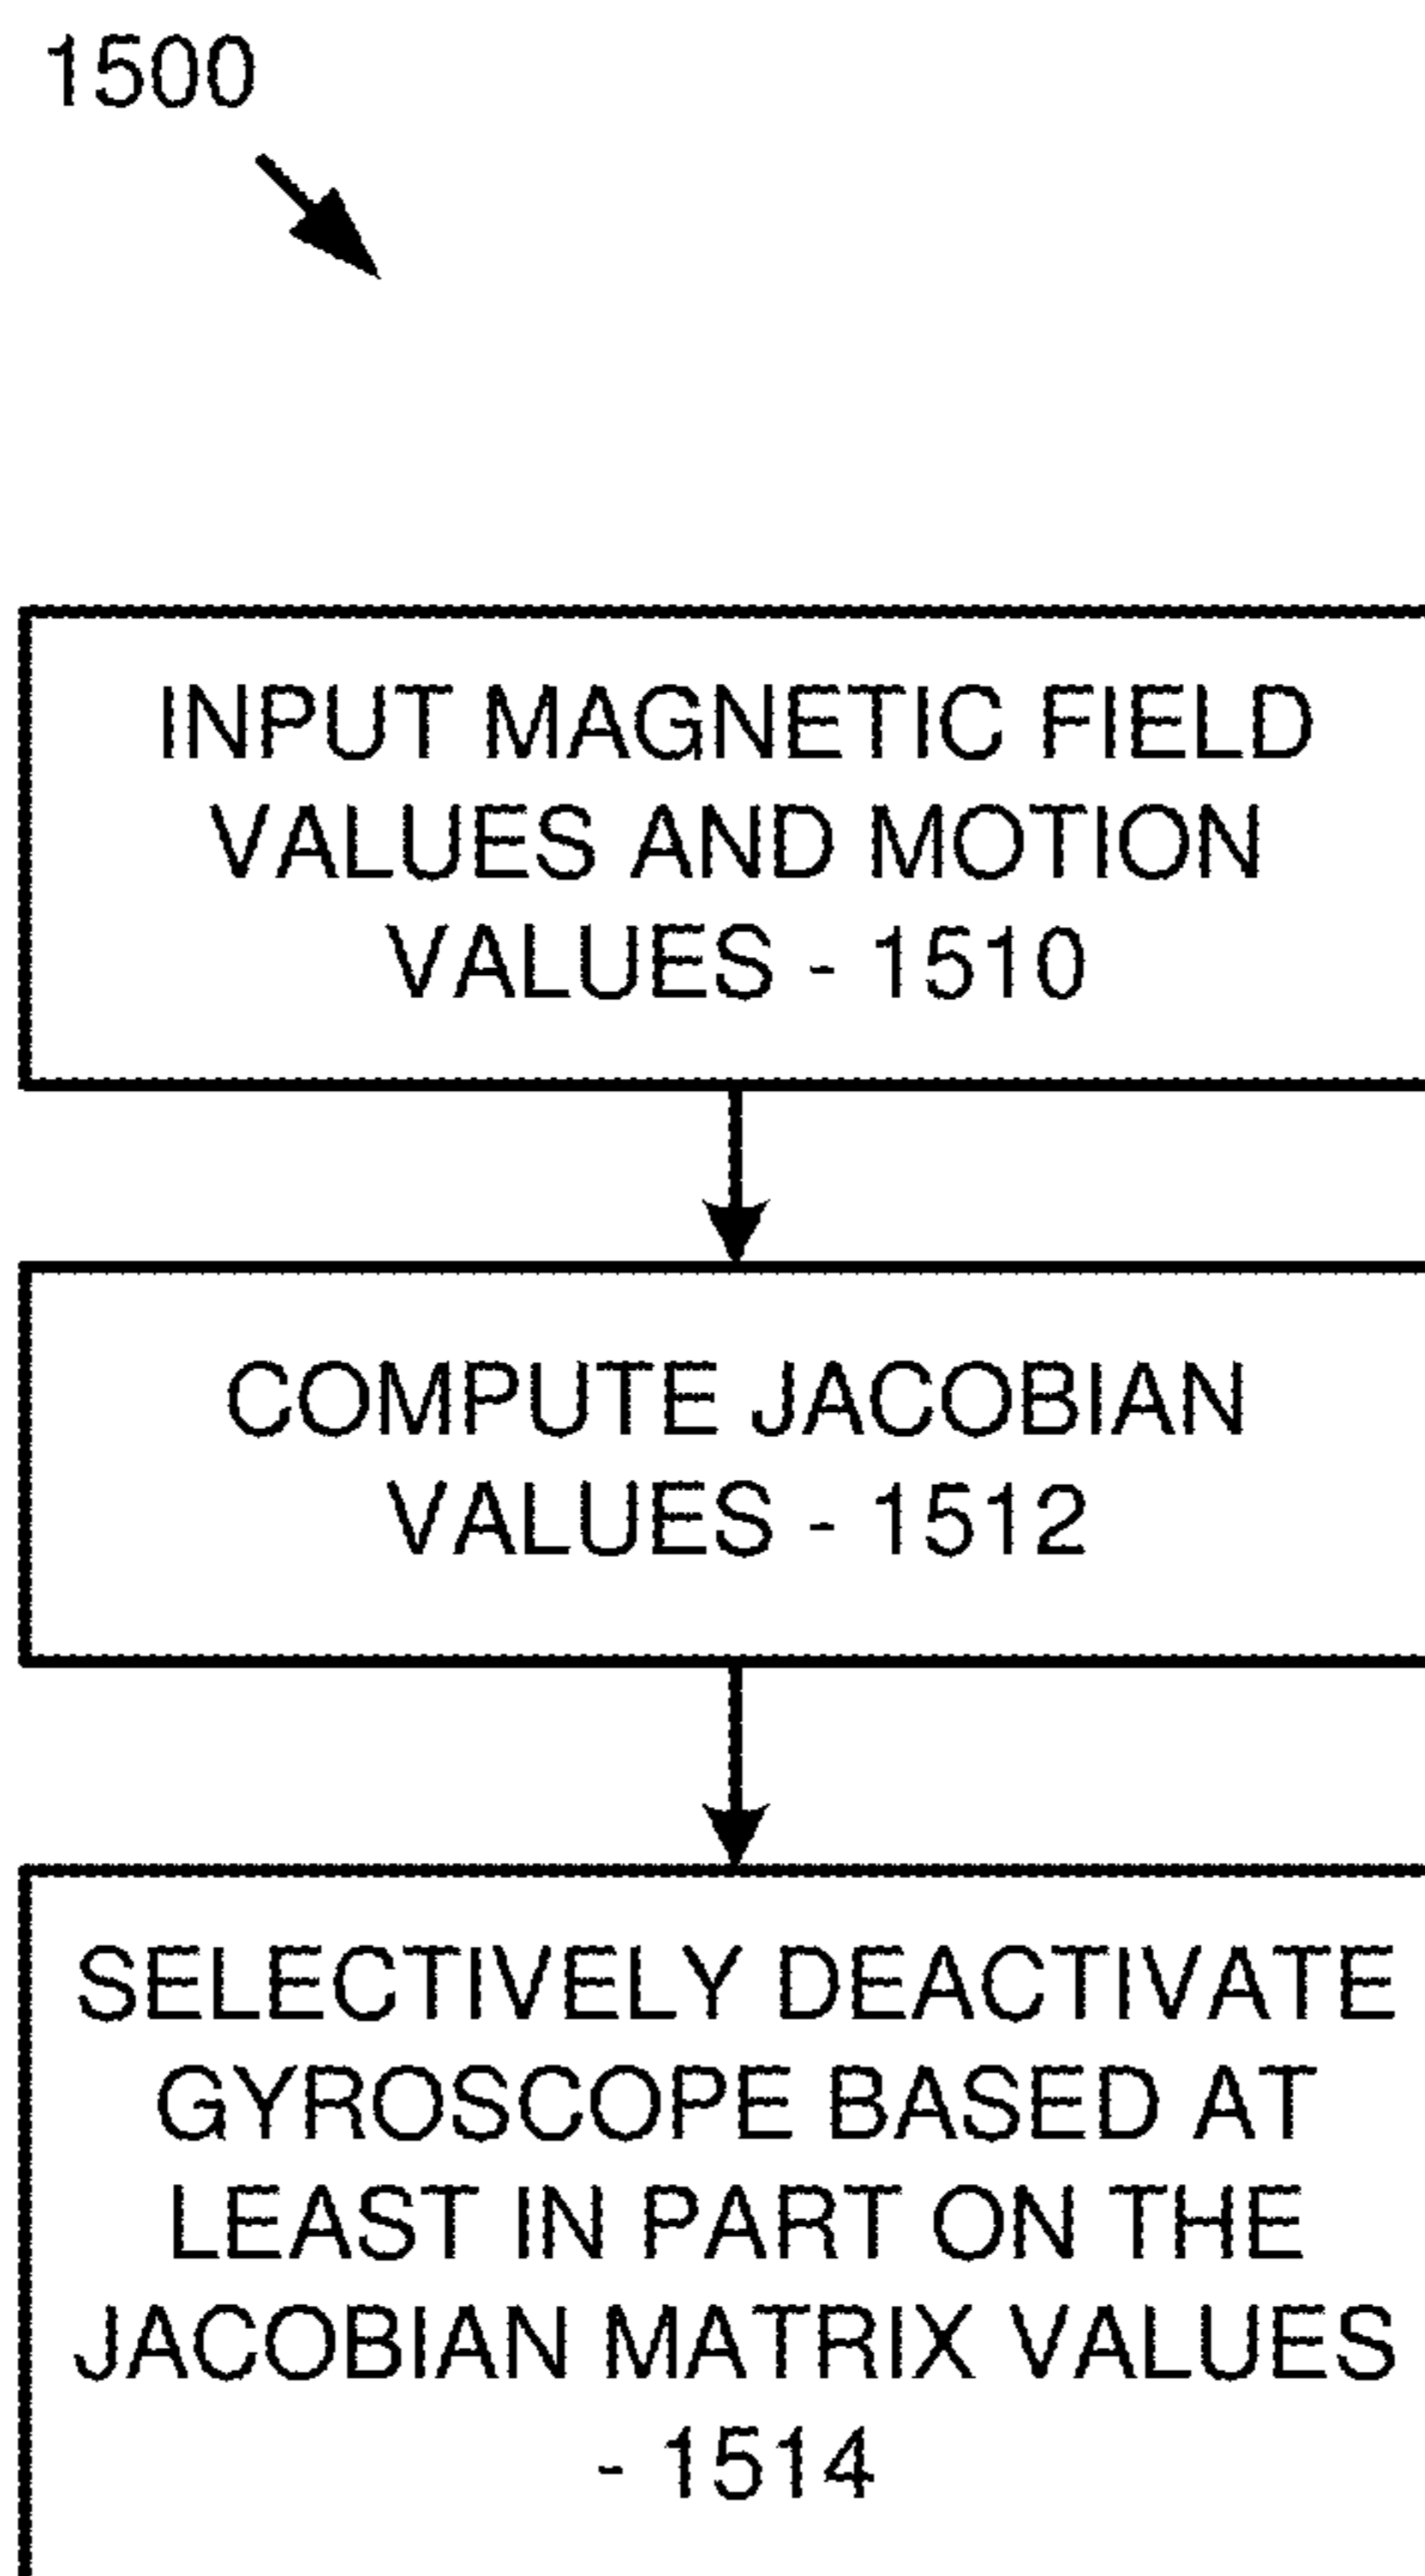 1500
INPUT MAGNETIC FIELD
VALUES AND MOTION
VALUES - 1510
COMPUTE JACOBIAN
VALUES - 1512
SELECTIVELY DEACTIVATE
GYROSCOPE BASED AT
LEAST IN PART ON THE
JACOBIAN MATRIX VALUES
- 1514